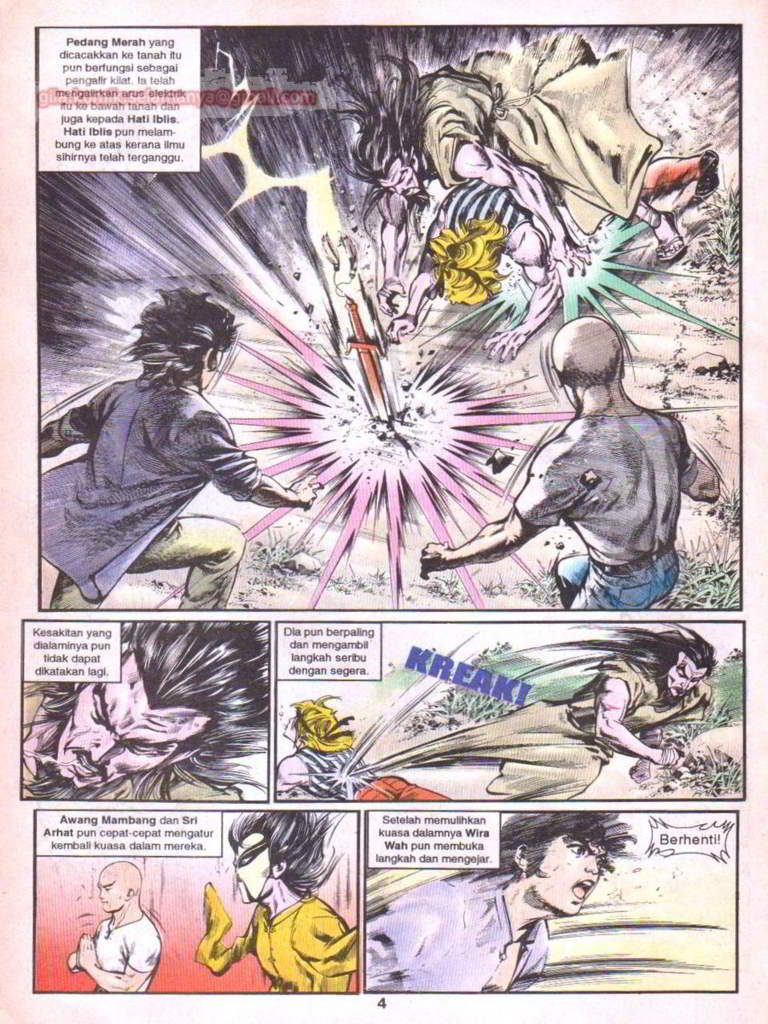 Pedang Merah yang
dicacakkan ke tanah itu
pun berfungsi sebagai
pengalir kilat. Ia telah
mengalirkan arus elektrik
itu ke bawah tanah dan
juga kepada Hati Iblis.
Hati Iblis pun melam-
bung ke atas kerana ilmu
sihirnya telah terganggu.
Kesakitan yang
dialaminya pun
tidak dapat
dikatakan lagi.
Dia pun berpaling
dan mengambil
langkah seribu
dengan segera.
KREAK!
Awang Mambang dan Sri
Arhat pun cepat-cepat mengatur
kembali kuasa dalam mereka.
Setelah memulihkan
kuasa dalamnya Wira
Wah pun membuka
langkah dan mengejar.
Berhenti!
4